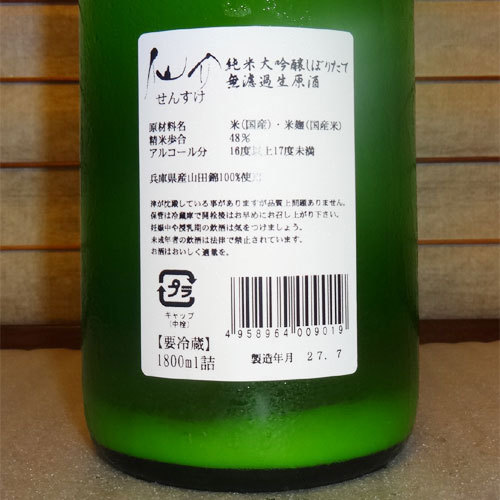 仙介 純米大吟醸しぼりたて
せんすけ 無濾過生原酒
原材料名 米(国産)・米麹(国産米)
精米歩合 48%
アルコール分 16度以上17度未満
兵庫県産山田錦100%使用
滓が沈殿している事がありますが品質上問題ありません。
保管は冷蔵庫で開栓後はお早めにお召し上がり下さい。
妊娠中や授乳期の飲酒は気をつけましょう。
未成年者の飲酒は法律で禁止されています。
お酒はおいしく適量を。
プラ
キャップ
(中栓)
4958964009019
【要冷蔵】
1800ml詰
製造年月 27.7